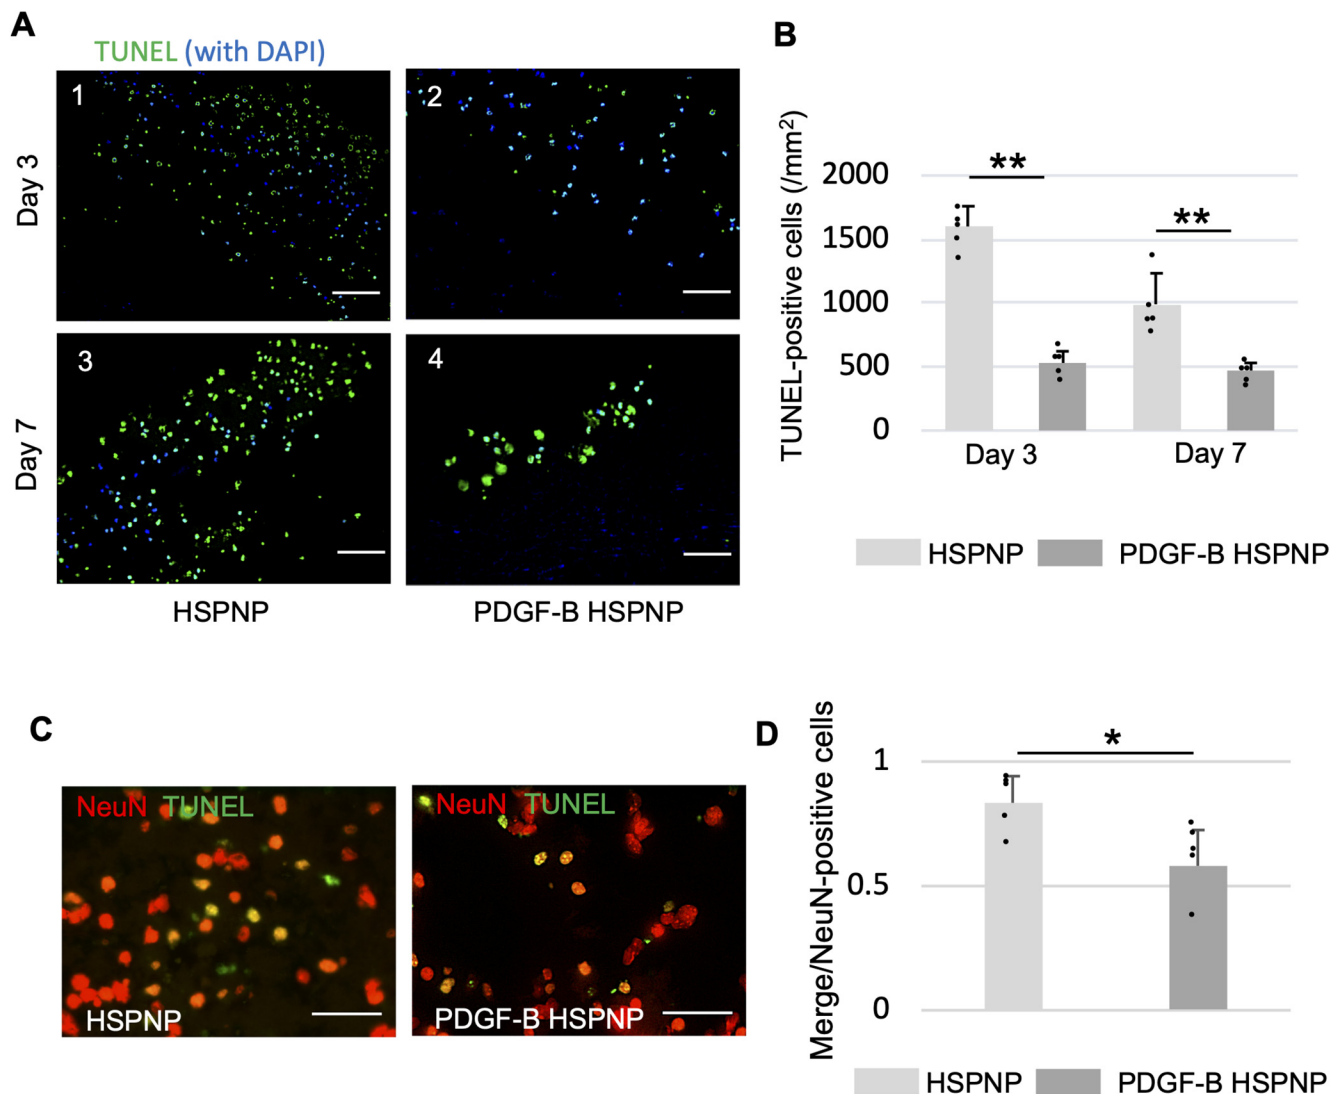 A
TUNEL (with DAPI)
1
2
Day 3
3
4
Day 7
HSPNP
PDGF-B HSPNP
B
TUNEL-positive cells (/mm²)
2000
1500
1000
500
0
**
**
Day 3
Day 7
HSPNP
PDGF-B HSPNP
C
NeuN TUNEL
HSPNP
NeuN TUNEL
PDGF-B HSPNP
D
Merge/NeuN-positive cells
1
0.5
0
*
HSPNP
PDGF-B HSPNP